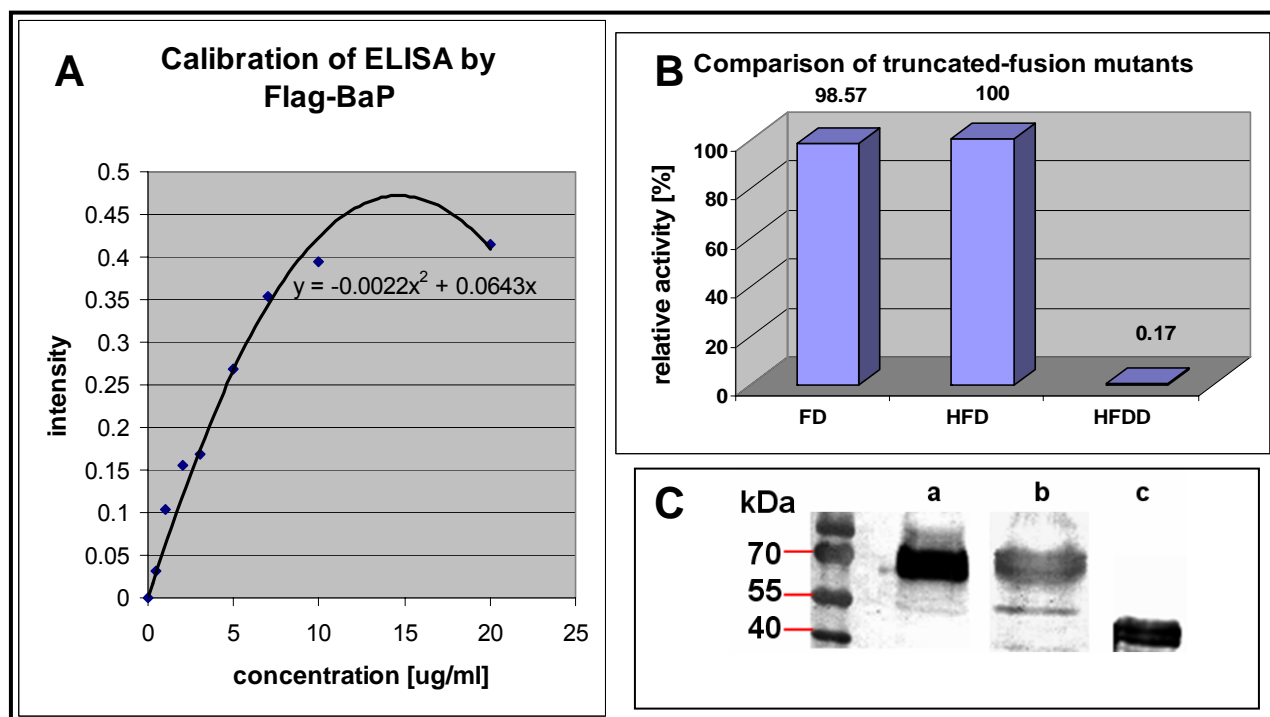 A
Calibration of ELISA by
Flag-BaP
0.5
0.45
0.4
0.35
0.3
0.25
0.2
0.15
0.1
0.05
0
intensity
y = -0.0022x² + 0.0643x
0 5 10 15 20 25
concentration [ug/ml]
B Comparison of truncated-fusion mutants
98.57 100 0.17
100
80
60
40
20
0
relative activity [%]
FD HFD HFDD
C
kDa a b c
70
55
40